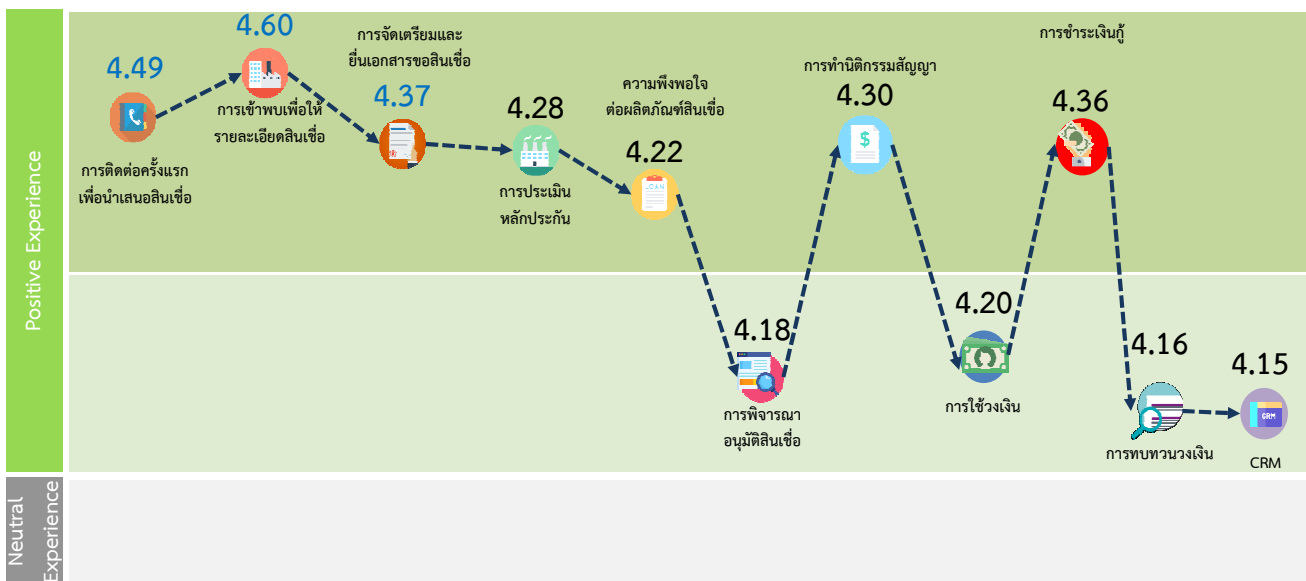 Positive Experience
Neutral
Experience
4.49
การติดต่อครั้งแรก
เพื่อนำเสนอสินเชื่อ
4.60
การเข้าพบเพื่อให้
รายละเอียดสินเชื่อ
การจัดเตรียมและ
ยื่นเอกสารขอสินเชื่อ
4.37
4.28
การประเมิน
หลักประกัน
ความพึงพอใจ
ต่อผลิตภัณฑ์สินเชื่อ
4.22
LOAN
4.18
การพิจารณา
อนุมัติสินเชื่อ
การทำนิติกรรมสัญญา
4.30
$
4.20
การใช้วงเงิน
การชำระเงินกู้
4.36
4.16
การทบทวนวงเงิน
4.15
CRM
CRM